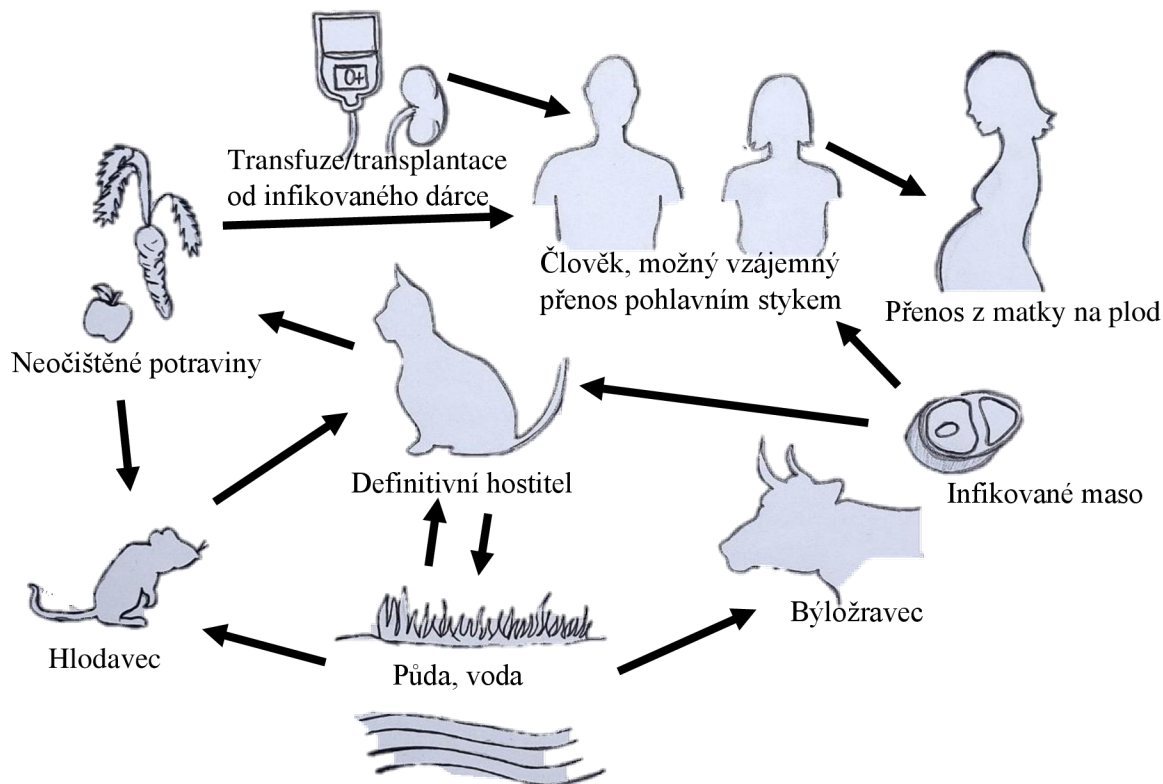 0+
Transfuze/transplantace
od infikovaného dárce
Člověk, možný vzájemný
přenos pohlavním stykem
Přenos z matky na plod
Neočištěné potraviny
Definitivní hostitel
Infikované maso
Býložravec
Hlodavec
Půda, voda